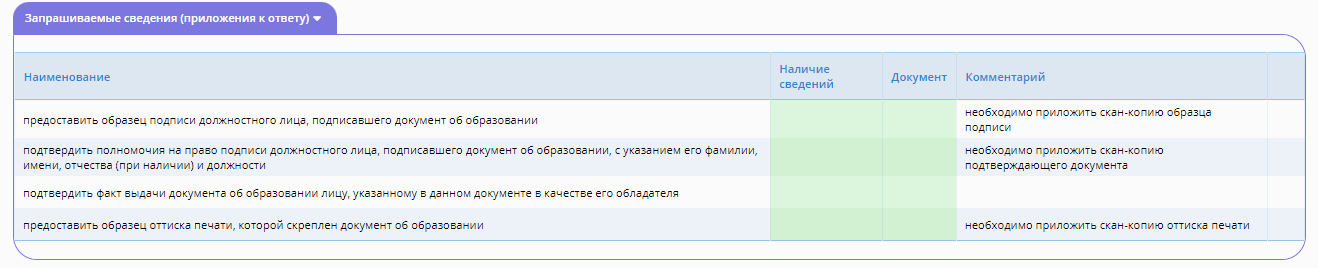 Запрашиваемые сведения (приложения к ответу)
Наименование
Наличие
сведений
Документ
Комментарий
предоставить образец подписи должностного лица, подписавшего документ об образовании
необходимо приложить скан-копию образца
подписи
подтвердить полномочия на право подписи должностного лица, подписавшего документ об образовании, с указанием его фамилии,
имени, отчества (при наличии) и должности
необходимо приложить скан-копию
подтверждающего документа
подтвердить факт выдачи документа об образовании лицу, указанному в данном документе в качестве его обладателя
предоставить образец оттиска печати, которой скреплен документ об образовании
необходимо приложить скан-копию оттиска печати